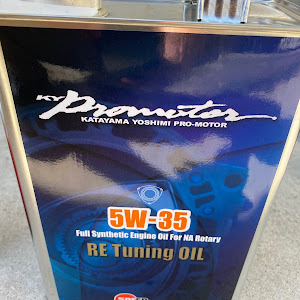 KY Promotor.
KATAYAMA YOSHIMI PRO-MOTOR
5W-35
Full Synthetic Engine Oil For NA Rotary
RE Tuning OIL